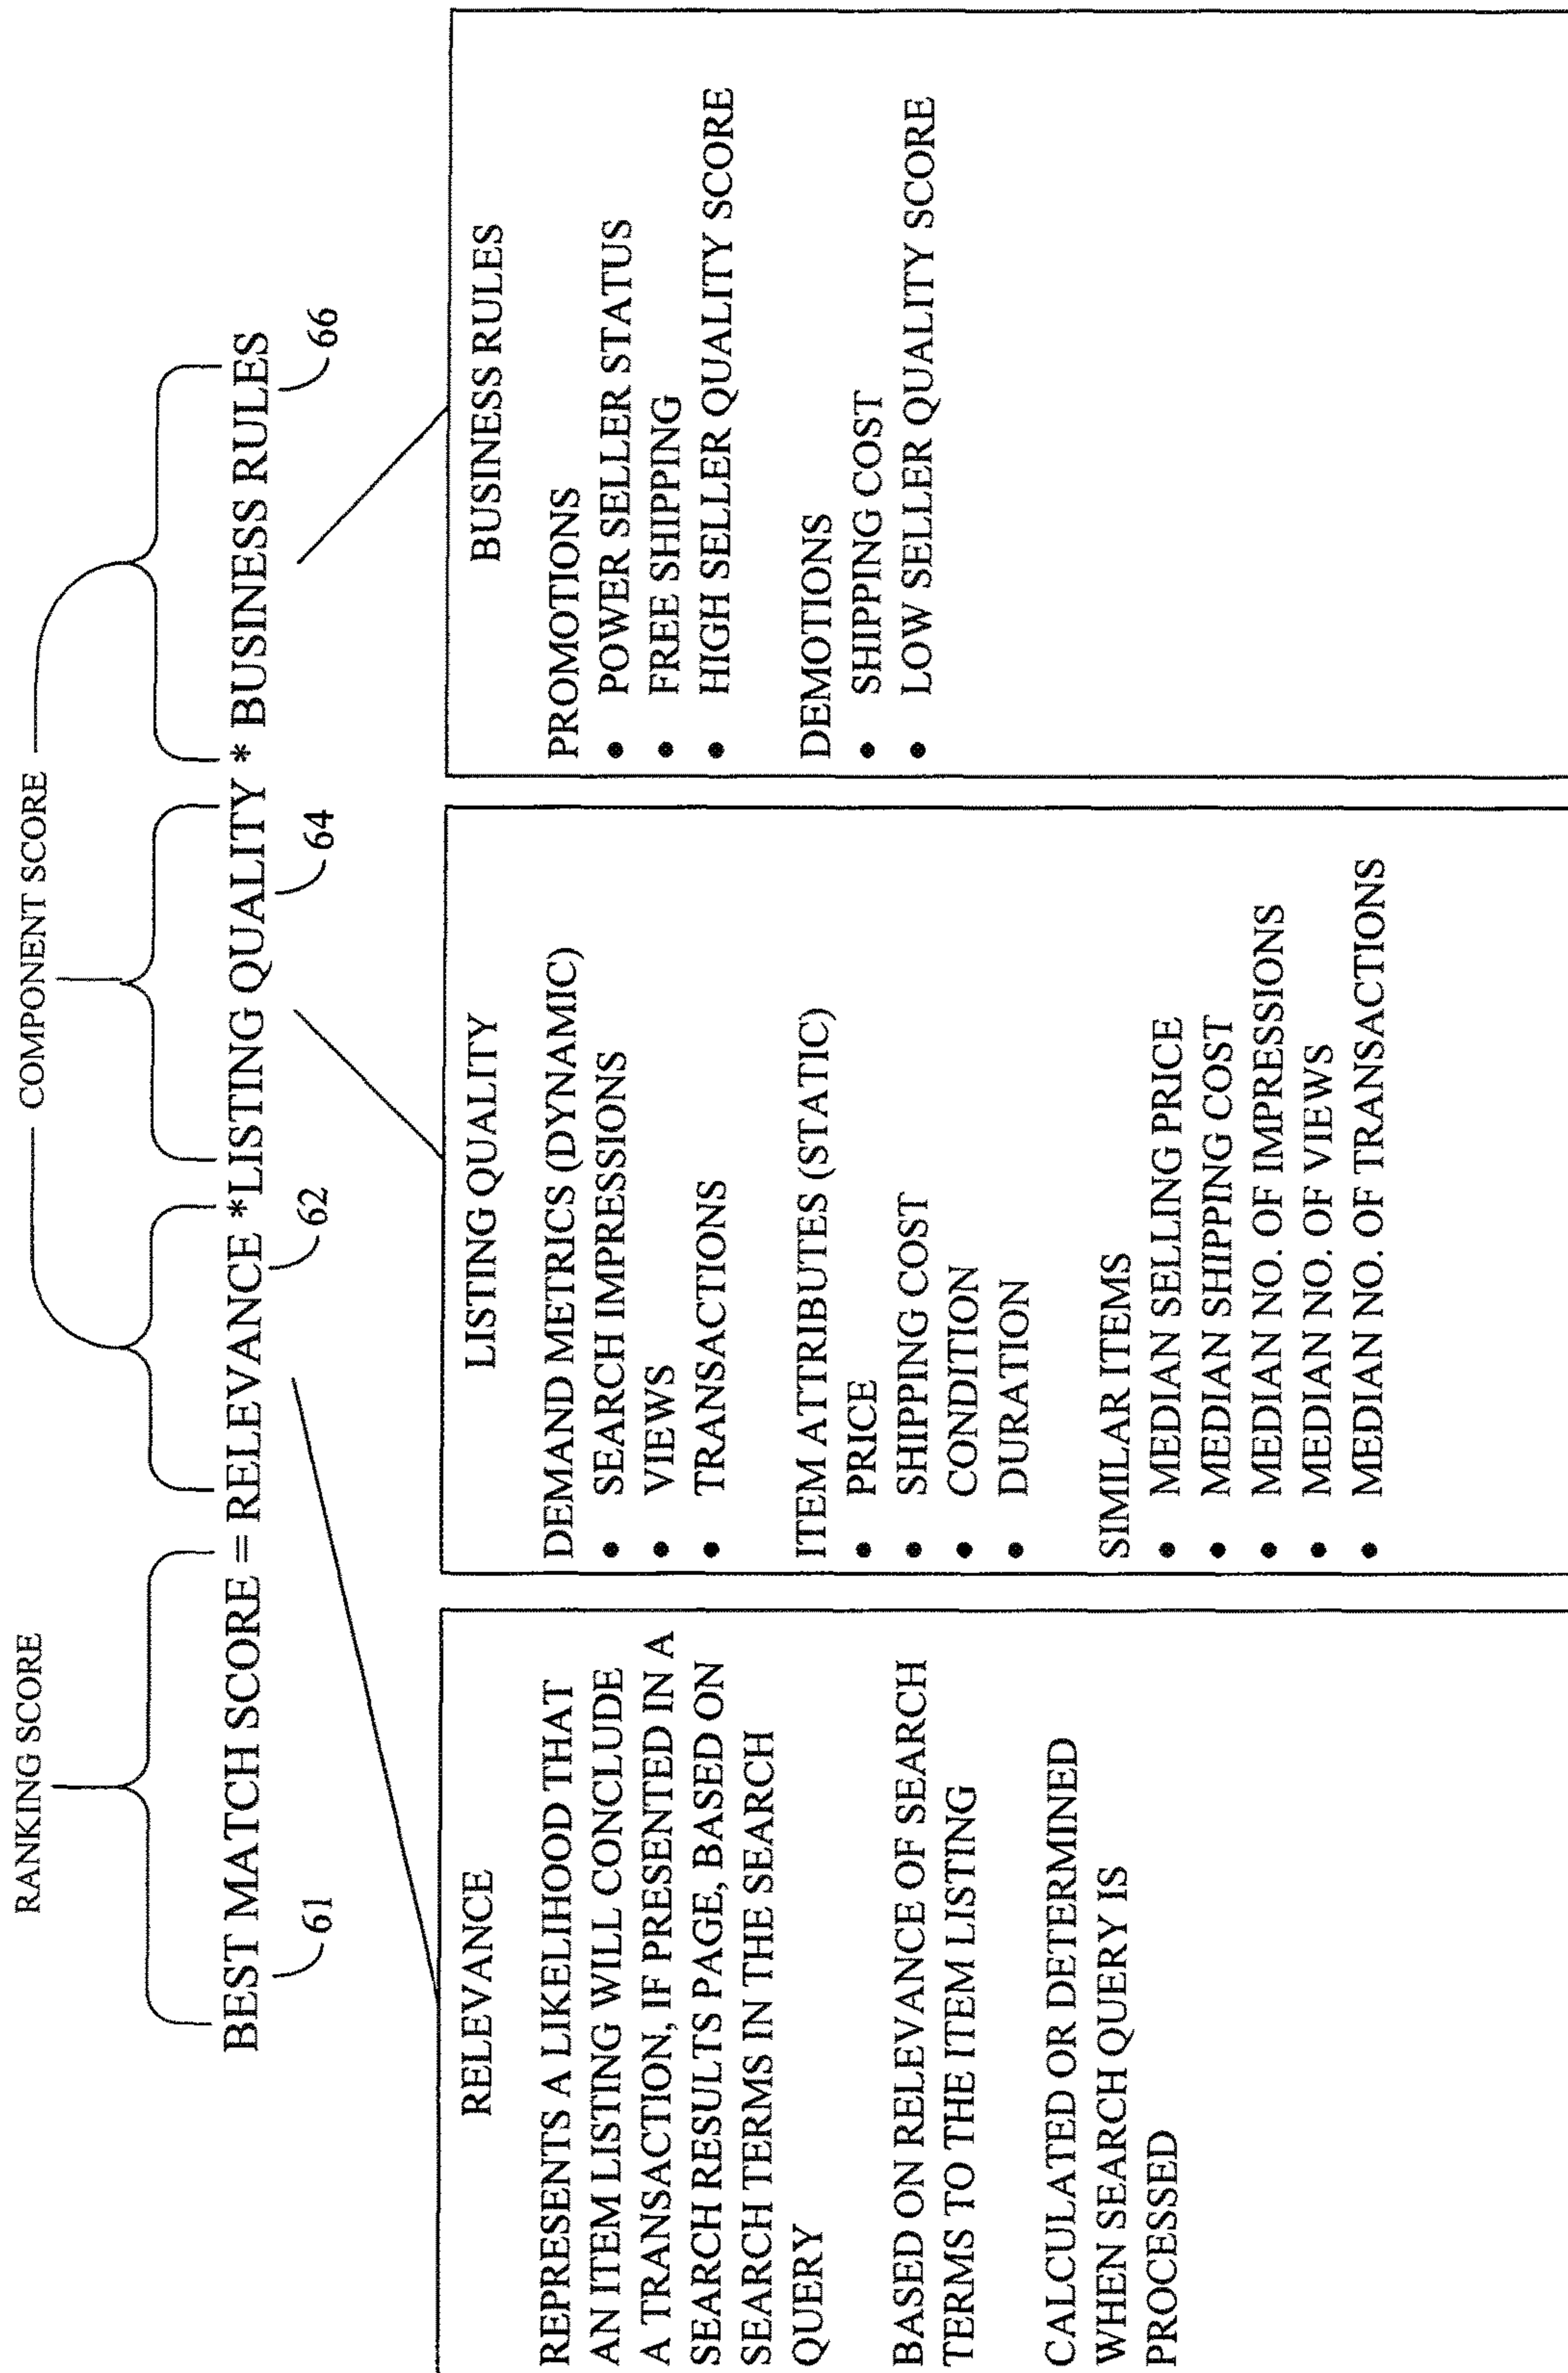 RANKING SCORE
COMPONENT SCORE
BEST MATCH SCORE = RELEVANCE *LISTING QUALITY * BUSINESS RULES
61
62
64
66
RELEVANCE
REPRESENTS A LIKELIHOOD THAT
AN ITEM LISTING WILL CONCLUDE
A TRANSACTION, IF PRESENTED IN A
SEARCH RESULTS PAGE, BASED ON
SEARCH TERMS IN THE SEARCH
QUERY
BASED ON RELEVANCE OF SEARCH
TERMS TO THE ITEM LISTING
CALCULATED OR DETERMINED
WHEN SEARCH QUERY IS
PROCESSED
LISTING QUALITY
DEMAND METRICS (DYNAMIC)
• SEARCH IMPRESSIONS
• VIEWS
• TRANSACTIONS
ITEM ATTRIBUTES (STATIC)
• PRICE
• SHIPPING COST
• CONDITION
• DURATION
SIMILAR ITEMS
• MEDIAN SELLING PRICE
• MEDIAN SHIPPING COST
• MEDIAN NO. OF IMPRESSIONS
• MEDIAN NO. OF VIEWS
• MEDIAN NO. OF TRANSACTIONS
BUSINESS RULES
PROMOTIONS
• POWER SELLER STATUS
• FREE SHIPPING
• HIGH SELLER QUALITY SCORE
DEMOTIONS
• SHIPPING COST
• LOW SELLER QUALITY SCORE